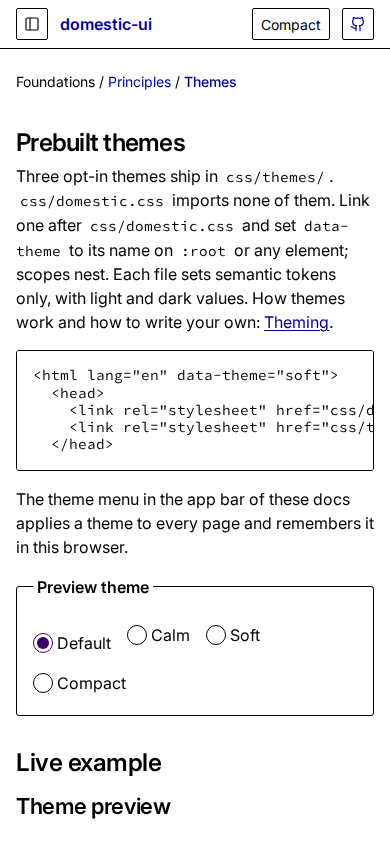 domestic-ui
Compact
Foundations / Principles / Themes
Prebuilt themes
Three opt-in themes ship in css/themes/ .
css/domestic.css imports none of them. Link
one after css/domestic.css and set data-
theme to its name on :root or any element;
scopes nest. Each file sets semantic tokens
only, with light and dark values. How themes
work and how to write your own: Theming.
<html lang="en" data-theme="soft">
  <head>
    <link rel="stylesheet" href="css/d
    <link rel="stylesheet" href="css/t
  </head>
The theme menu in the app bar of these docs
applies a theme to every page and remembers it
in this browser.
Preview theme
Default Calm Soft
Compact
Live example
Theme preview